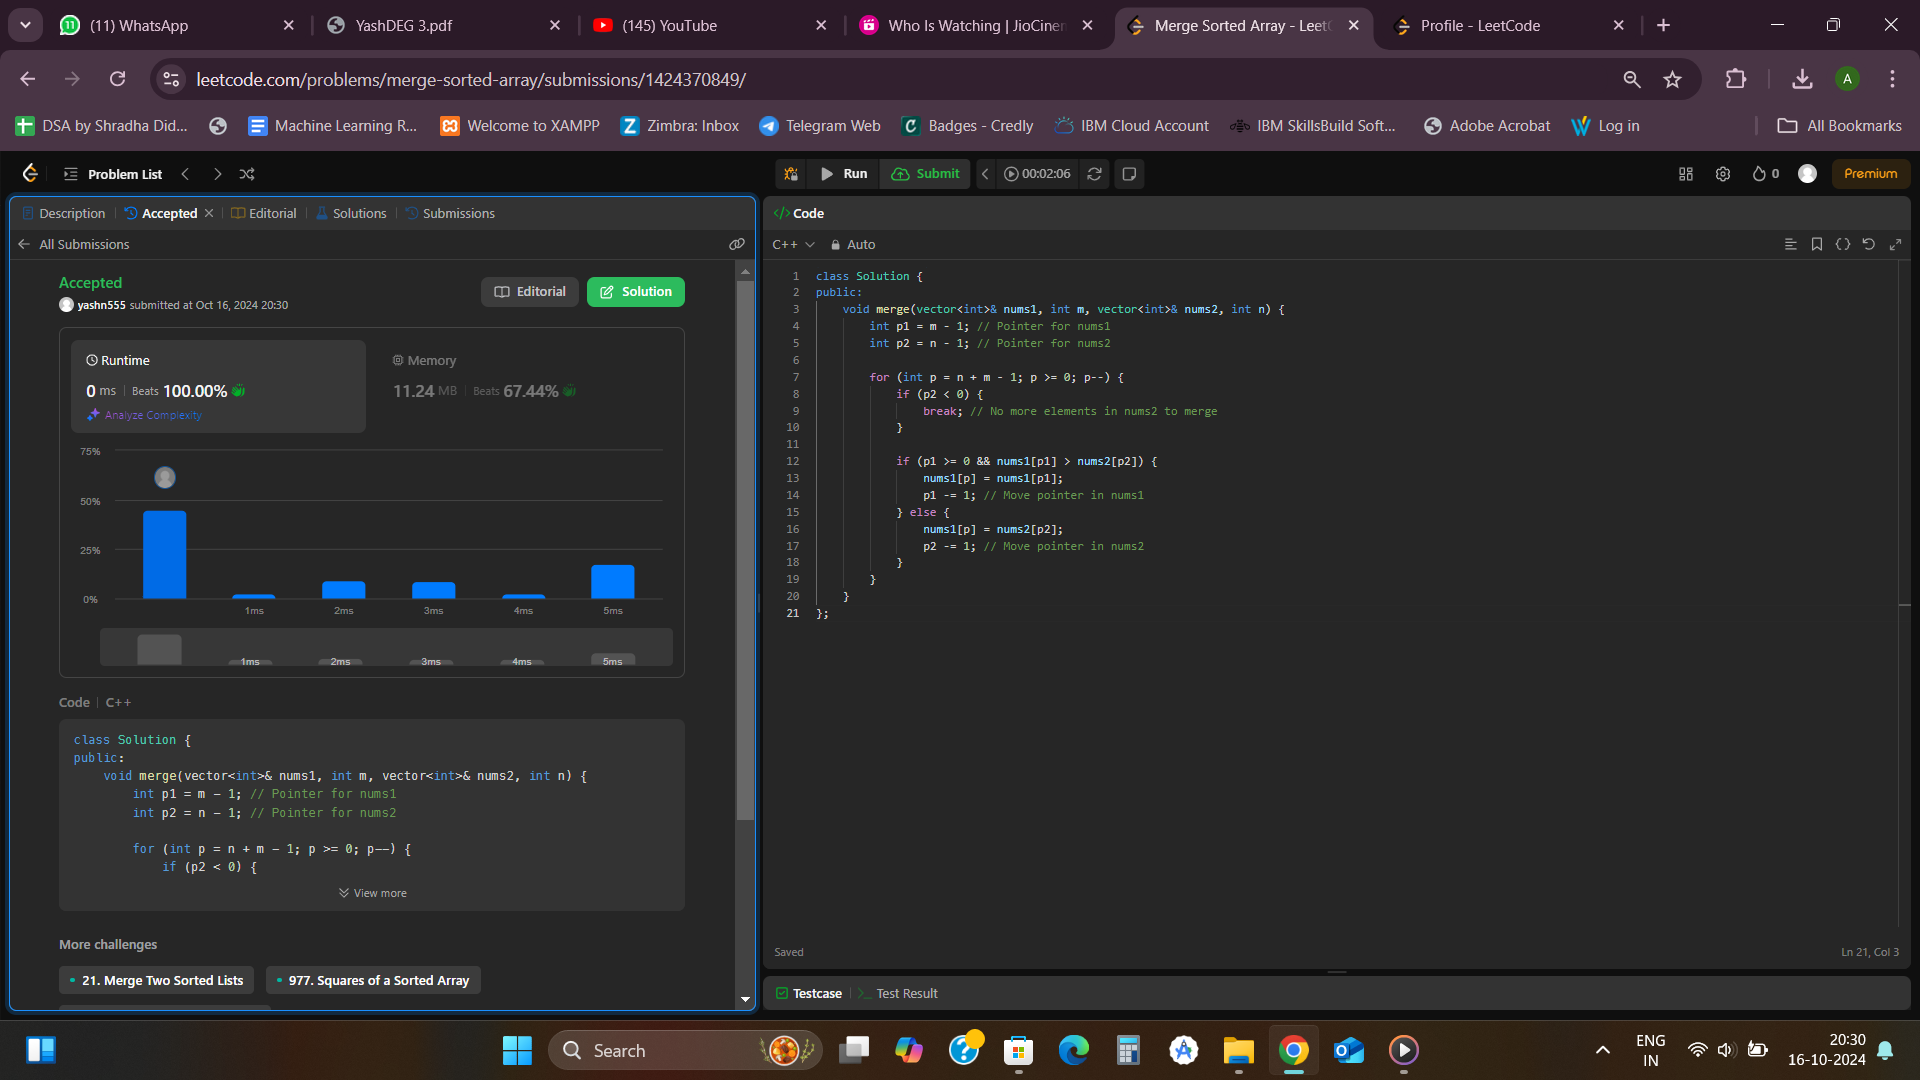 (11) WhatsApp
YashDEG 3.pdf
(145) YouTube
Who Is Watching | JioCinem
Merge Sorted Array - LeetC
Profile - LeetCode
leetcode.com/problems/merge-sorted-array/submissions/1424370849/
A
DSA by Shradha Did...
Machine Learning R...
Welcome to XAMPP
Zimbra: Inbox
Telegram Web
Badges - Credly
IBM Cloud Account
IBM SkillsBuild Soft...
Adobe Acrobat
Log in
All Bookmarks
Problem List
Run
Submit
00:02:06
0
Premium
Description
Accepted
Editorial
Solutions
Submissions
All Submissions
Accepted
yashn555 submitted at Oct 16, 2024 20:30
Editorial
Solution
Runtime
0 ms | Beats 100.00%
Analyze Complexity
Memory
11.24 MB | Beats 67.44%
75%
50%
25%
0%
1ms 2ms 3ms 4ms 5ms
1ms 2ms 3ms 4ms 5ms
Code | C++
class Solution {
public:
    void merge(vector<int>& nums1, int m, vector<int>& nums2, int n) {
        int p1 = m - 1; // Pointer for nums1
        int p2 = n - 1; // Pointer for nums2
        for (int p = n + m - 1; p >= 0; p--) {
            if (p2 < 0) {
View more
More challenges
21. Merge Two Sorted Lists
977. Squares of a Sorted Array
</> Code
C++
Auto
1 class Solution {
2 public:
3     void merge(vector<int>& nums1, int m, vector<int>& nums2, int n) {
4         int p1 = m - 1; // Pointer for nums1
5         int p2 = n - 1; // Pointer for nums2
6
7         for (int p = n + m - 1; p >= 0; p--) {
8             if (p2 < 0) {
9                 break; // No more elements in nums2 to merge
10             }
11
12             if (p1 >= 0 && nums1[p1] > nums2[p2]) {
13                 nums1[p] = nums1[p1];
14                 p1 -= 1; // Move pointer in nums1
15             } else {
16                 nums1[p] = nums2[p2];
17                 p2 -= 1; // Move pointer in nums2
18             }
19         }
20     }
21 };
Saved
Ln 21, Col 3
Testcase
Test Result
Search
ENG
IN
20:30
16-10-2024